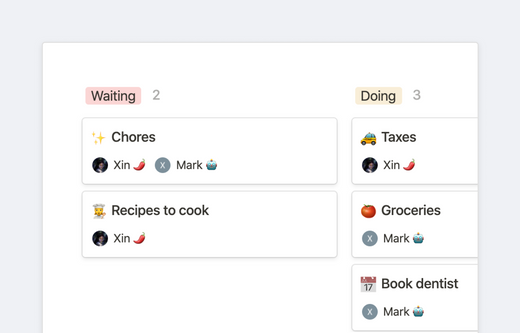 Waiting 2
✨ Chores
Xin 🌶️ X Mark 🧁
👩‍🍳 Recipes to cook
Xin 🌶️
Doing 3
🚕 Taxes
Xin 🌶️
🍅 Groceries
X Mark 🧁
📅 Book dentist
X Mark 🧁